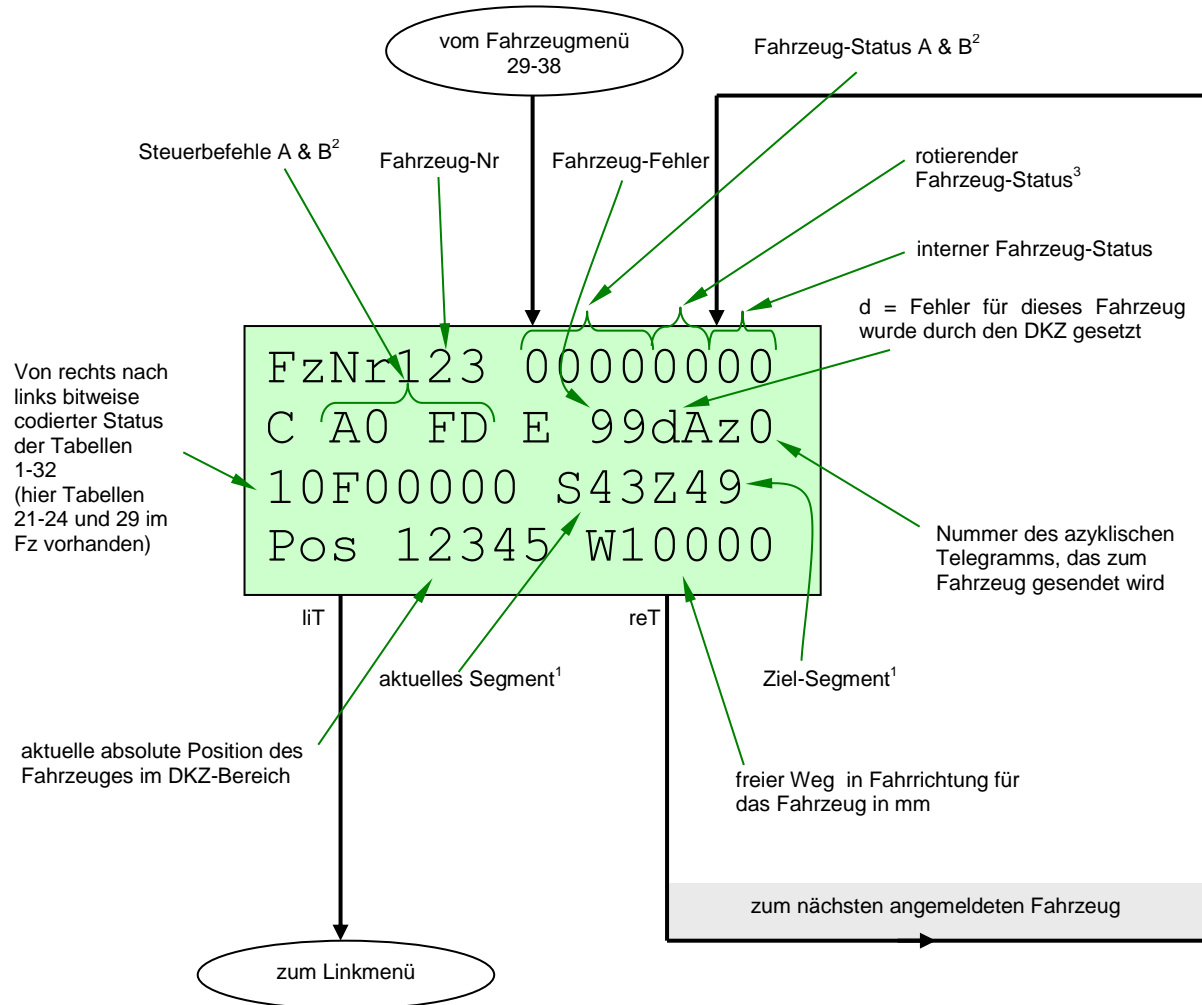 vom Fahrzeugmenü
29-38
Fahrzeug-Status A & B²
Steuerbefehle A & B²
Fahrzeug-Nr
Fahrzeug-Fehler
rotierender
Fahrzeug-Status³
interner Fahrzeug-Status
d = Fehler für dieses Fahrzeug
wurde durch den DKZ gesetzt
Von rechts nach
links bitweise
codierter Status
der Tabellen
1-32
(hier Tabellen
21-24 und 29 im
Fz vorhanden)
FzNr123 00000000
C A0 FD E 99dAz0
10F00000 S43Z49
Pos 12345 W10000
Nummer des azyklischen
Telegramms, das zum
Fahrzeug gesendet wird
liT
reT
aktuelles Segment¹
Ziel-Segment¹
aktuelle absolute Position des
Fahrzeuges im DKZ-Bereich
freier Weg in Fahrrichtung für
das Fahrzeug in mm
zum nächsten angemeldeten Fahrzeug
zum Linkmenü